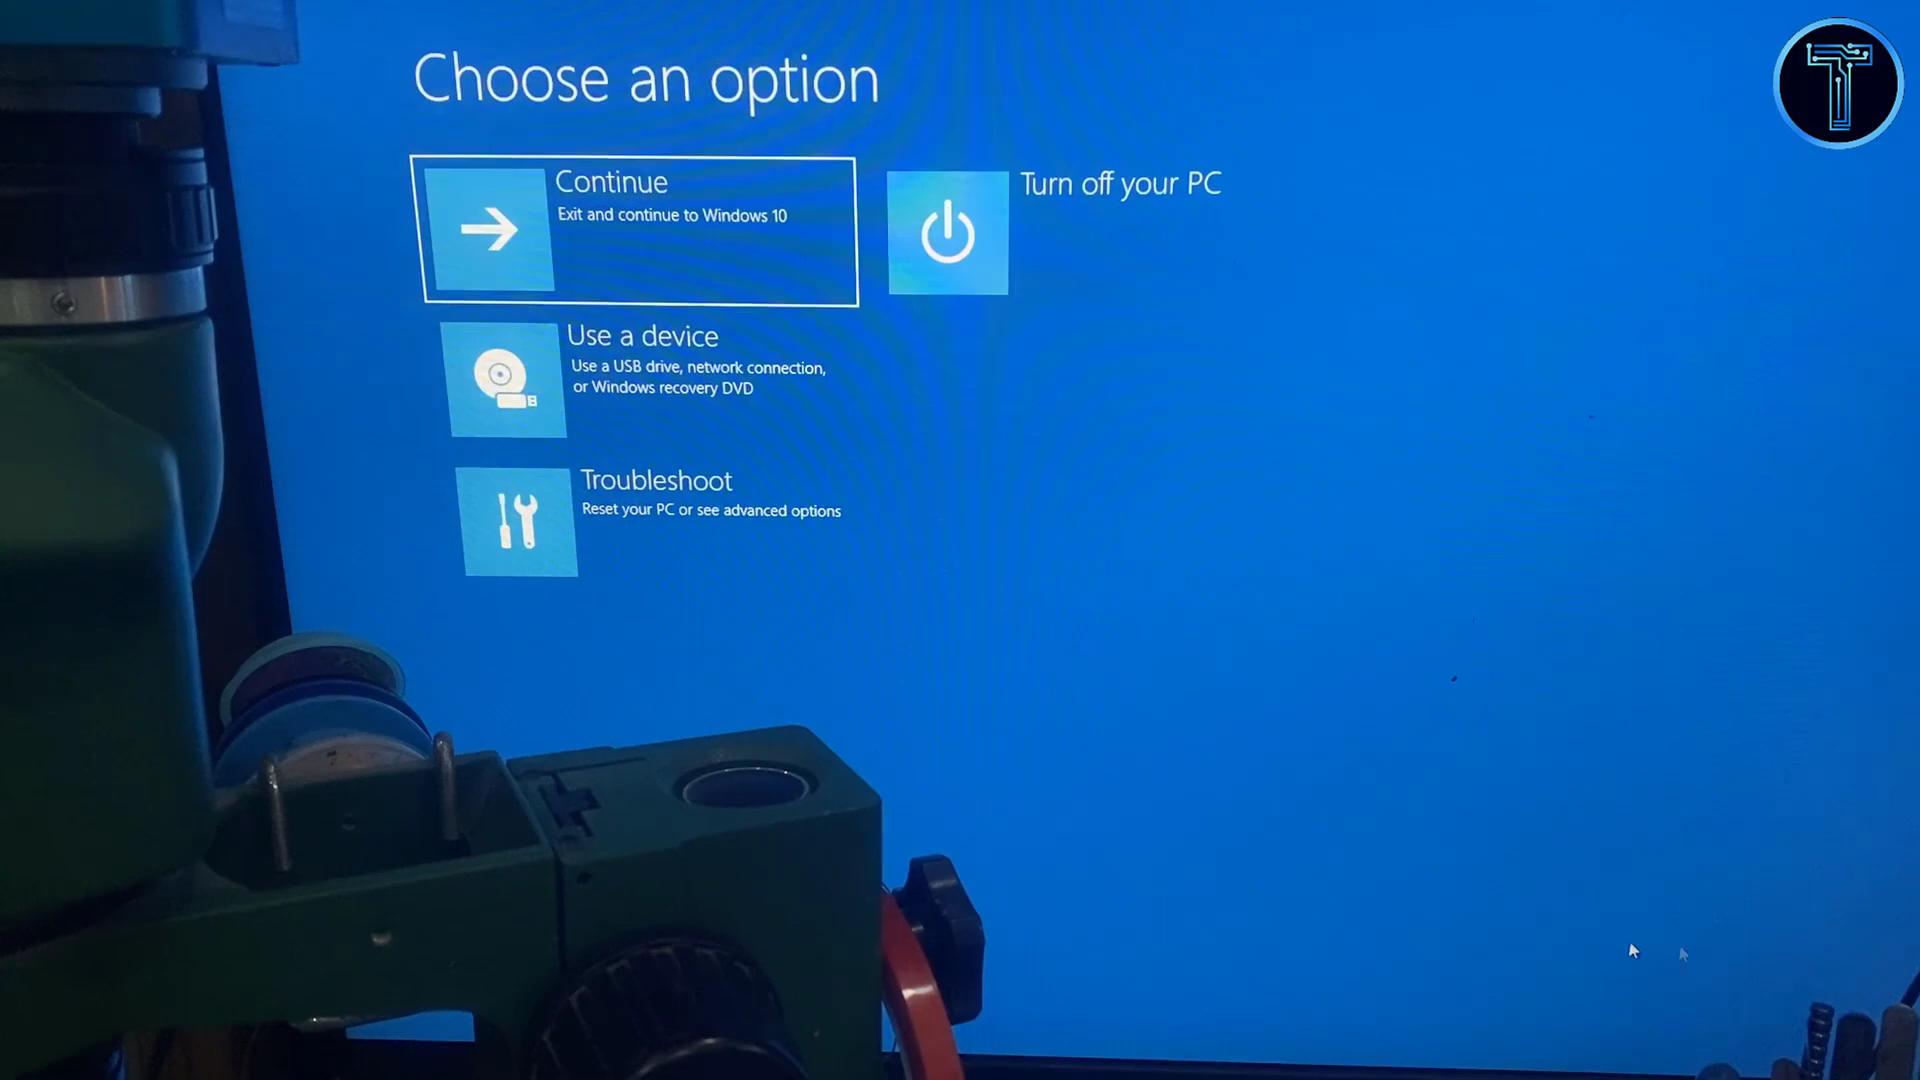 Choose an option
Continue
Exit and continue to Windows 10
Turn off your PC
Use a device
Use a USB drive, network connection,
or Windows recovery DVD
Troubleshoot
Reset your PC or see advanced options